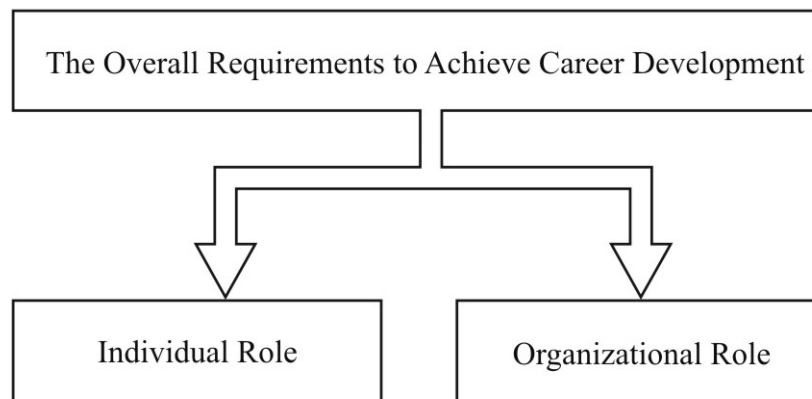 The Overall Requirements to Achieve Career Development
Individual Role
Organizational Role